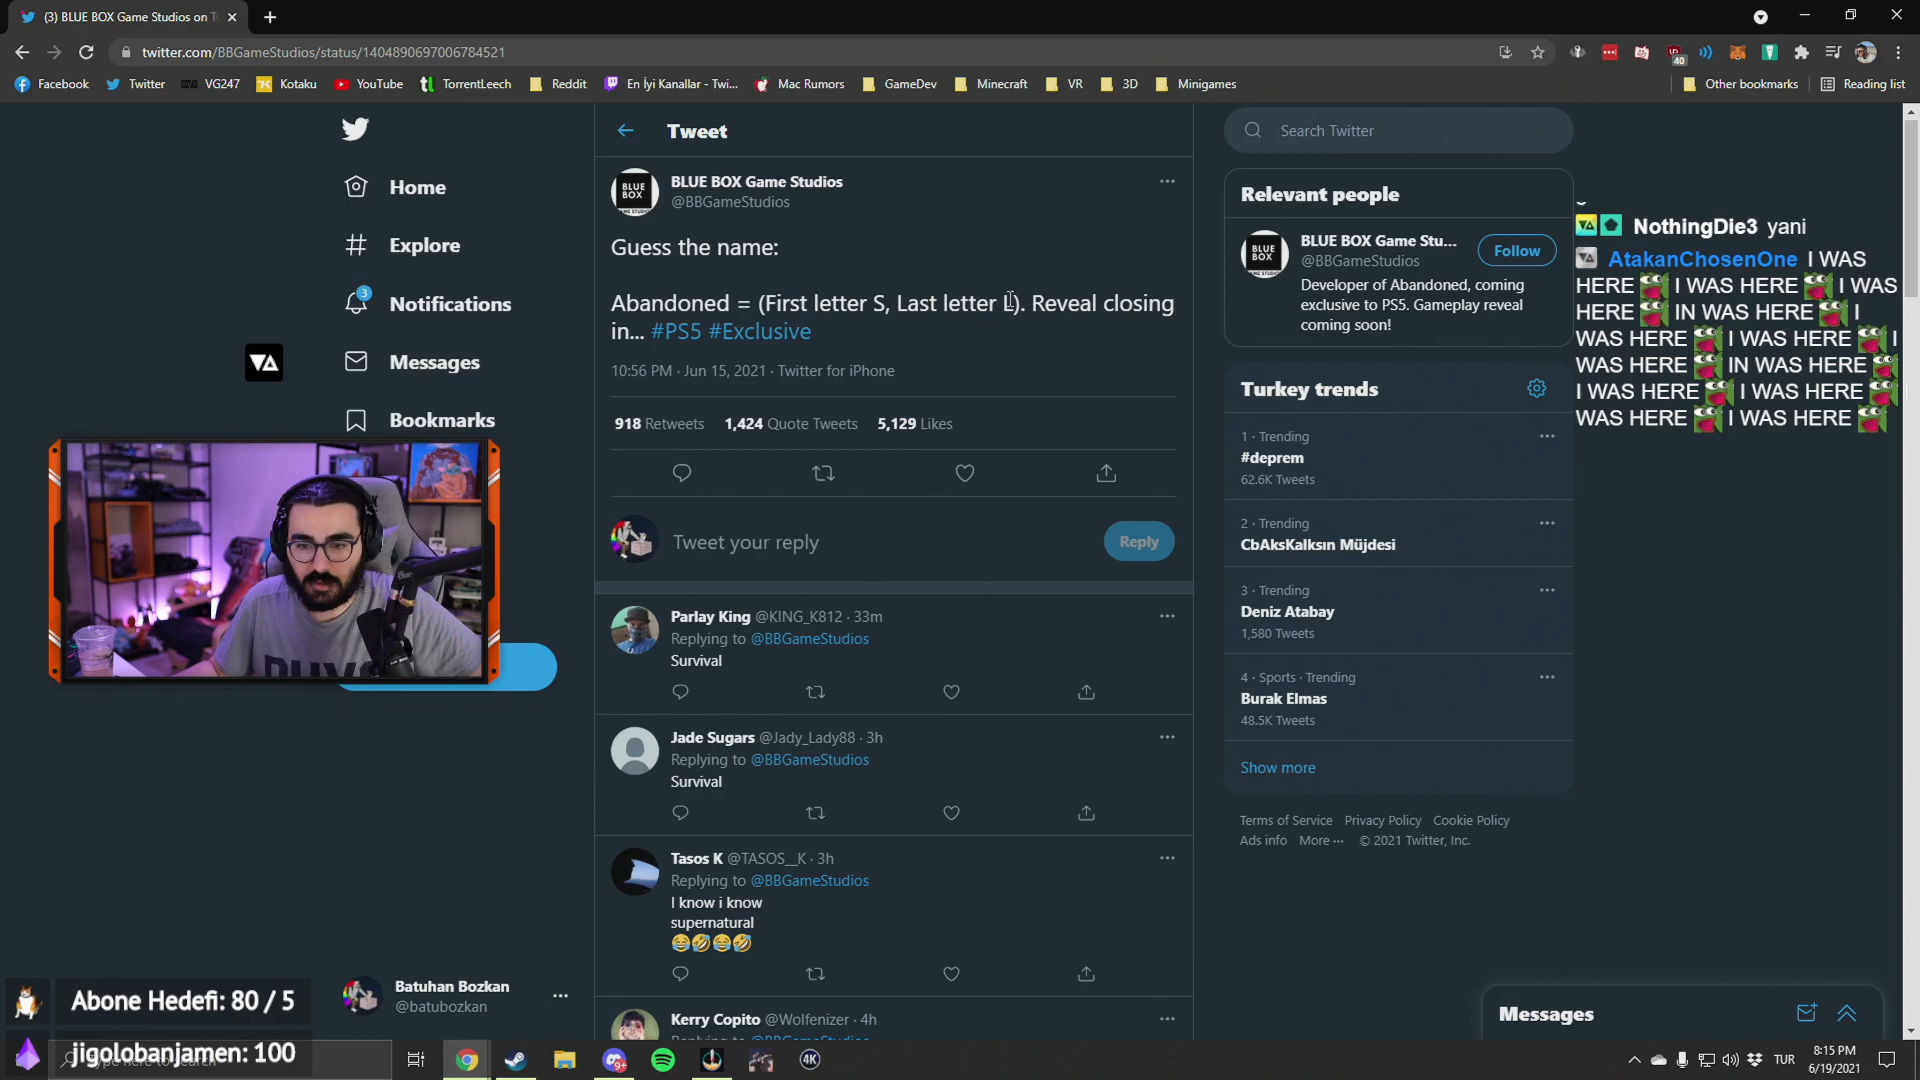 (3) BLUE BOX Game Studios on T
twitter.com/BBGameStudios/status/1404890697006784521
40
Facebook
Twitter
VG247
Kotaku
YouTube
TorrentLeech
Reddit
En İyi Kanallar - Twi...
Mac Rumors
GameDev
Minecraft
VR
3D
Minigames
Other bookmarks
Reading list
Home
Explore
3
Notifications
Messages
Bookmarks
Tweet
BLUE BOX
BLUE BOX Game Studios
@BBGameStudios
Guess the name:
Abandoned = (First letter S, Last letter L). Reveal closing
in... #PS5 #Exclusive
10:56 PM · Jun 15, 2021 · Twitter for iPhone
918 Retweets 1,424 Quote Tweets 5,129 Likes
Tweet your reply
Reply
Parlay King @KING_K812 · 33m
Replying to @BBGameStudios
Survival
Jade Sugars @Jady_Lady88 · 3h
Replying to @BBGameStudios
Survival
Tasos K @TASOS__K · 3h
Replying to @BBGameStudios
I know i know
supernatural
😂🤣😂🤣
Kerry Copito @Wolfenizer · 4h
Search Twitter
Relevant people
BLUE BOX
BLUE BOX Game Stu...
@BBGameStudios
Follow
Developer of Abandoned, coming
exclusive to PS5. Gameplay reveal
coming soon!
Turkey trends
1 · Trending
#deprem
62.6K Tweets
2 · Trending
CbAksKalksın Müjdesi
3 · Trending
Deniz Atabay
1,580 Tweets
4 · Sports · Trending
Burak Elmas
48.5K Tweets
Show more
Terms of Service Privacy Policy Cookie Policy
Ads info More ··· © 2021 Twitter, Inc.
NothingDie3 yani
AtakanChosenOne I WAS
HERE I WAS HERE I WAS
HERE IN WAS HERE I
WAS HERE I WAS HERE I
WAS HERE IN WAS HERE
I WAS HERE I WAS HERE
WAS HERE I WAS HERE
Batuhan Bozkan
@batubozkan
Abone Hedefi: 80 / 5
jigolobanjamen: 100
Messages
9+
4K
TUR
8:15 PM
6/19/2021